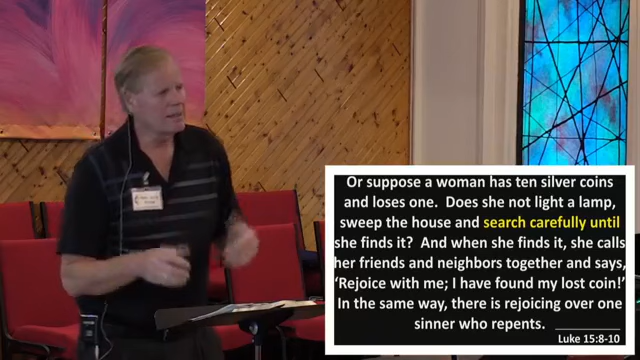 Or suppose a woman has ten silver coins
and loses one. Does she not light a lamp,
sweep the house and search carefully until
she finds it? And when she finds it, she calls
her friends and neighbors together and says,
‘Rejoice with me; I have found my lost coin!’
In the same way, there is rejoicing over one
sinner who repents.
Luke 15:8-10